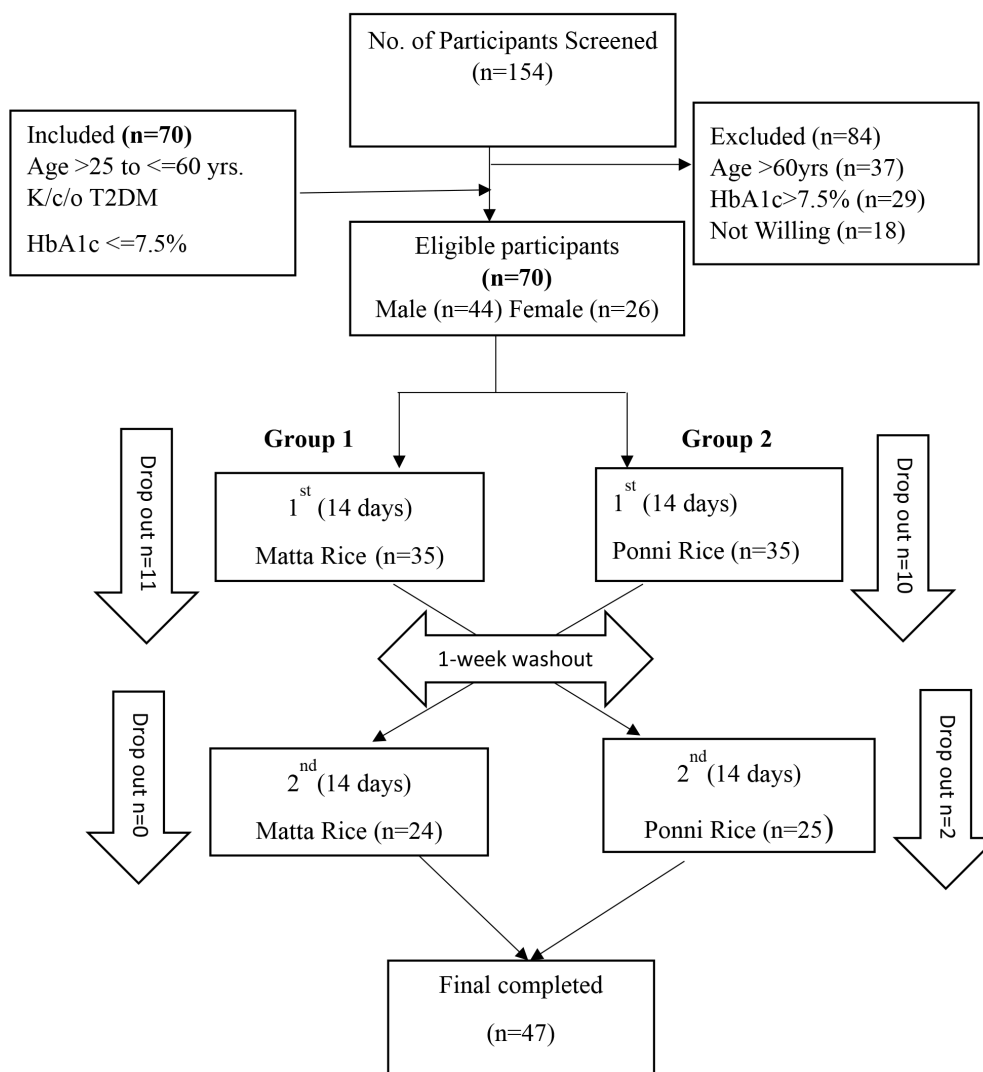 No. of Participants Screened
(n=154)
Included (n=70)
Age >25 to <=60 yrs.
K/c/o T2DM
HbA1c <=7.5%
Excluded (n=84)
Age >60yrs (n=37)
HbA1c>7.5% (n=29)
Not Willing (n=18)
Eligible participants
(n=70)
Male (n=44) Female (n=26)
Group 1
Group 2
Drop out n=11
1st (14 days)
Matta Rice (n=35)
1st (14 days)
Ponni Rice (n=35)
Drop out n=10
1-week washout
Drop out n=0
2nd (14 days)
Matta Rice (n=24)
2nd (14 days)
Ponni Rice (n=25)
Drop out n=2
Final completed
(n=47)